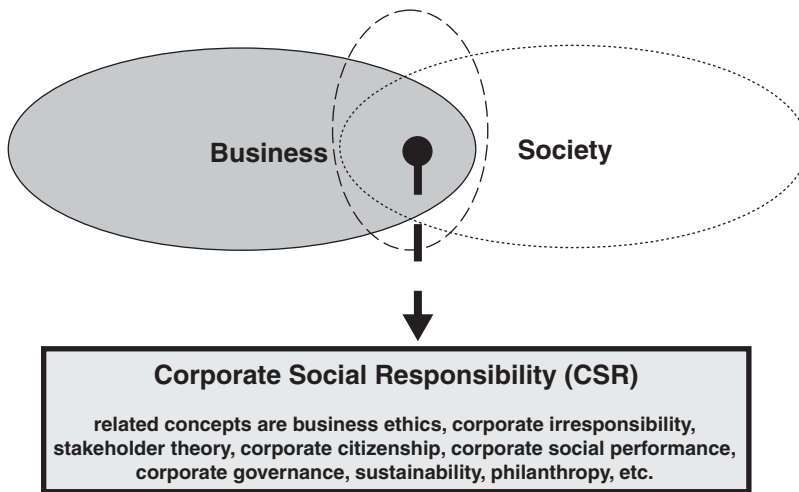 Business
Society
Corporate Social Responsibility (CSR)
related concepts are business ethics, corporate irresponsibility,
stakeholder theory, corporate citizenship, corporate social performance,
corporate governance, sustainability, philanthropy, etc.